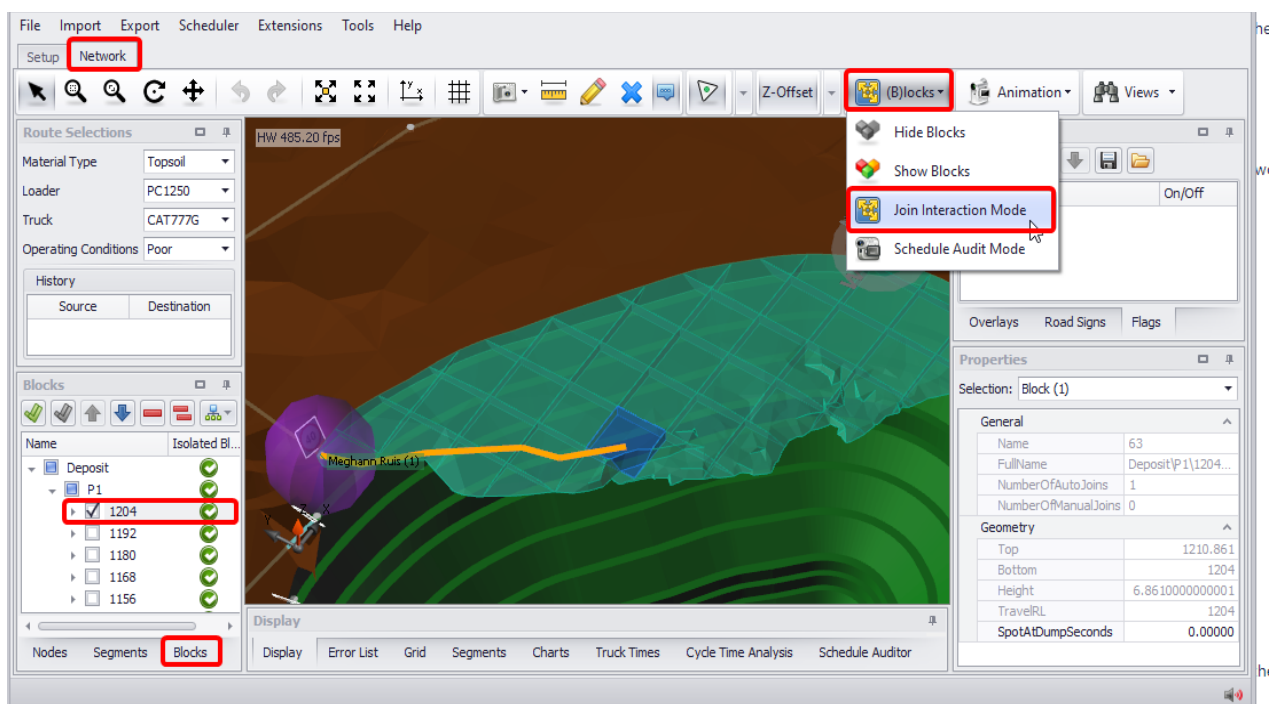 File Import Export Scheduler Extensions Tools Help
Setup Network
Z-Offset (B)locks Animation Views
Hide Blocks
Show Blocks
Join Interaction Mode
Schedule Audit Mode
Route Selections
Material Type Topsoil
Loader PC1250
Truck CAT777G
Operating Conditions Poor
History
Source Destination
HW 485.20 fps
On/Off
Overlays Road Signs Flags
Blocks
Name Isolated Bl...
Deposit
P1
1204
1192
1180
1168
1156
Nodes Segments Blocks
Meghann Ruis (1)
Z X
Y
Display
Display Error List Grid Segments Charts Truck Times Cycle Time Analysis Schedule Auditor
Properties
Selection: Block (1)
General
Name 63
FullName Deposit\P1\1204...
NumberOfAutoJoins 1
NumberOfManualJoins 0
Geometry
Top 1210.861
Bottom 1204
Height 6.8610000000001
TravelRL 1204
SpotAtDumpSeconds 0.00000